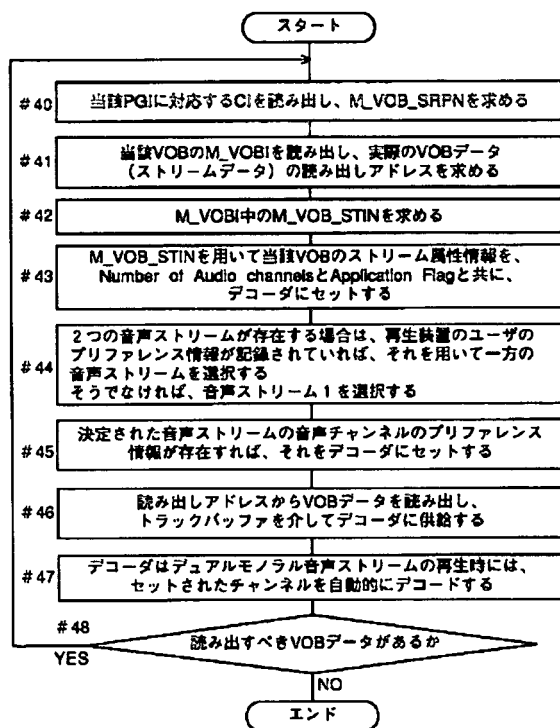 スタート
#40
当該PGIに対応するCIを読み出し、M_VOB_SRPNを求める
#41
当該VOBのM_VOBIを読み出し、実際のVOBデータ
(ストリームデータ)の読み出しアドレスを求める
#42
M_VOBI中のM_VOB_STINを求める
#43
M_VOB_STINを用いて当該VOBのストリーム属性情報を、
Number of Audio channelsとApplication Flagと共に、
デコーダにセットする
#44
2つの音声ストリームが存在する場合は、再生装置のユーザの
プリファレンス情報が記録されていれば、それを用いて一方の
音声ストリームを選択する
そうでなければ、音声ストリーム1を選択する
#45
決定された音声ストリームの音声チャンネルのプリファレンス
情報が存在すれば、それをデコーダにセットする
#46
読み出しアドレスからVOBデータを読み出し、
トラックバッファを介してデコーダに供給する
#47
デコーダはデュアルモノラル音声ストリームの再生時には、
セットされたチャンネルを自動的にデコードする
#48
読み出すべきVOBデータがあるか
YES
NO
エンド